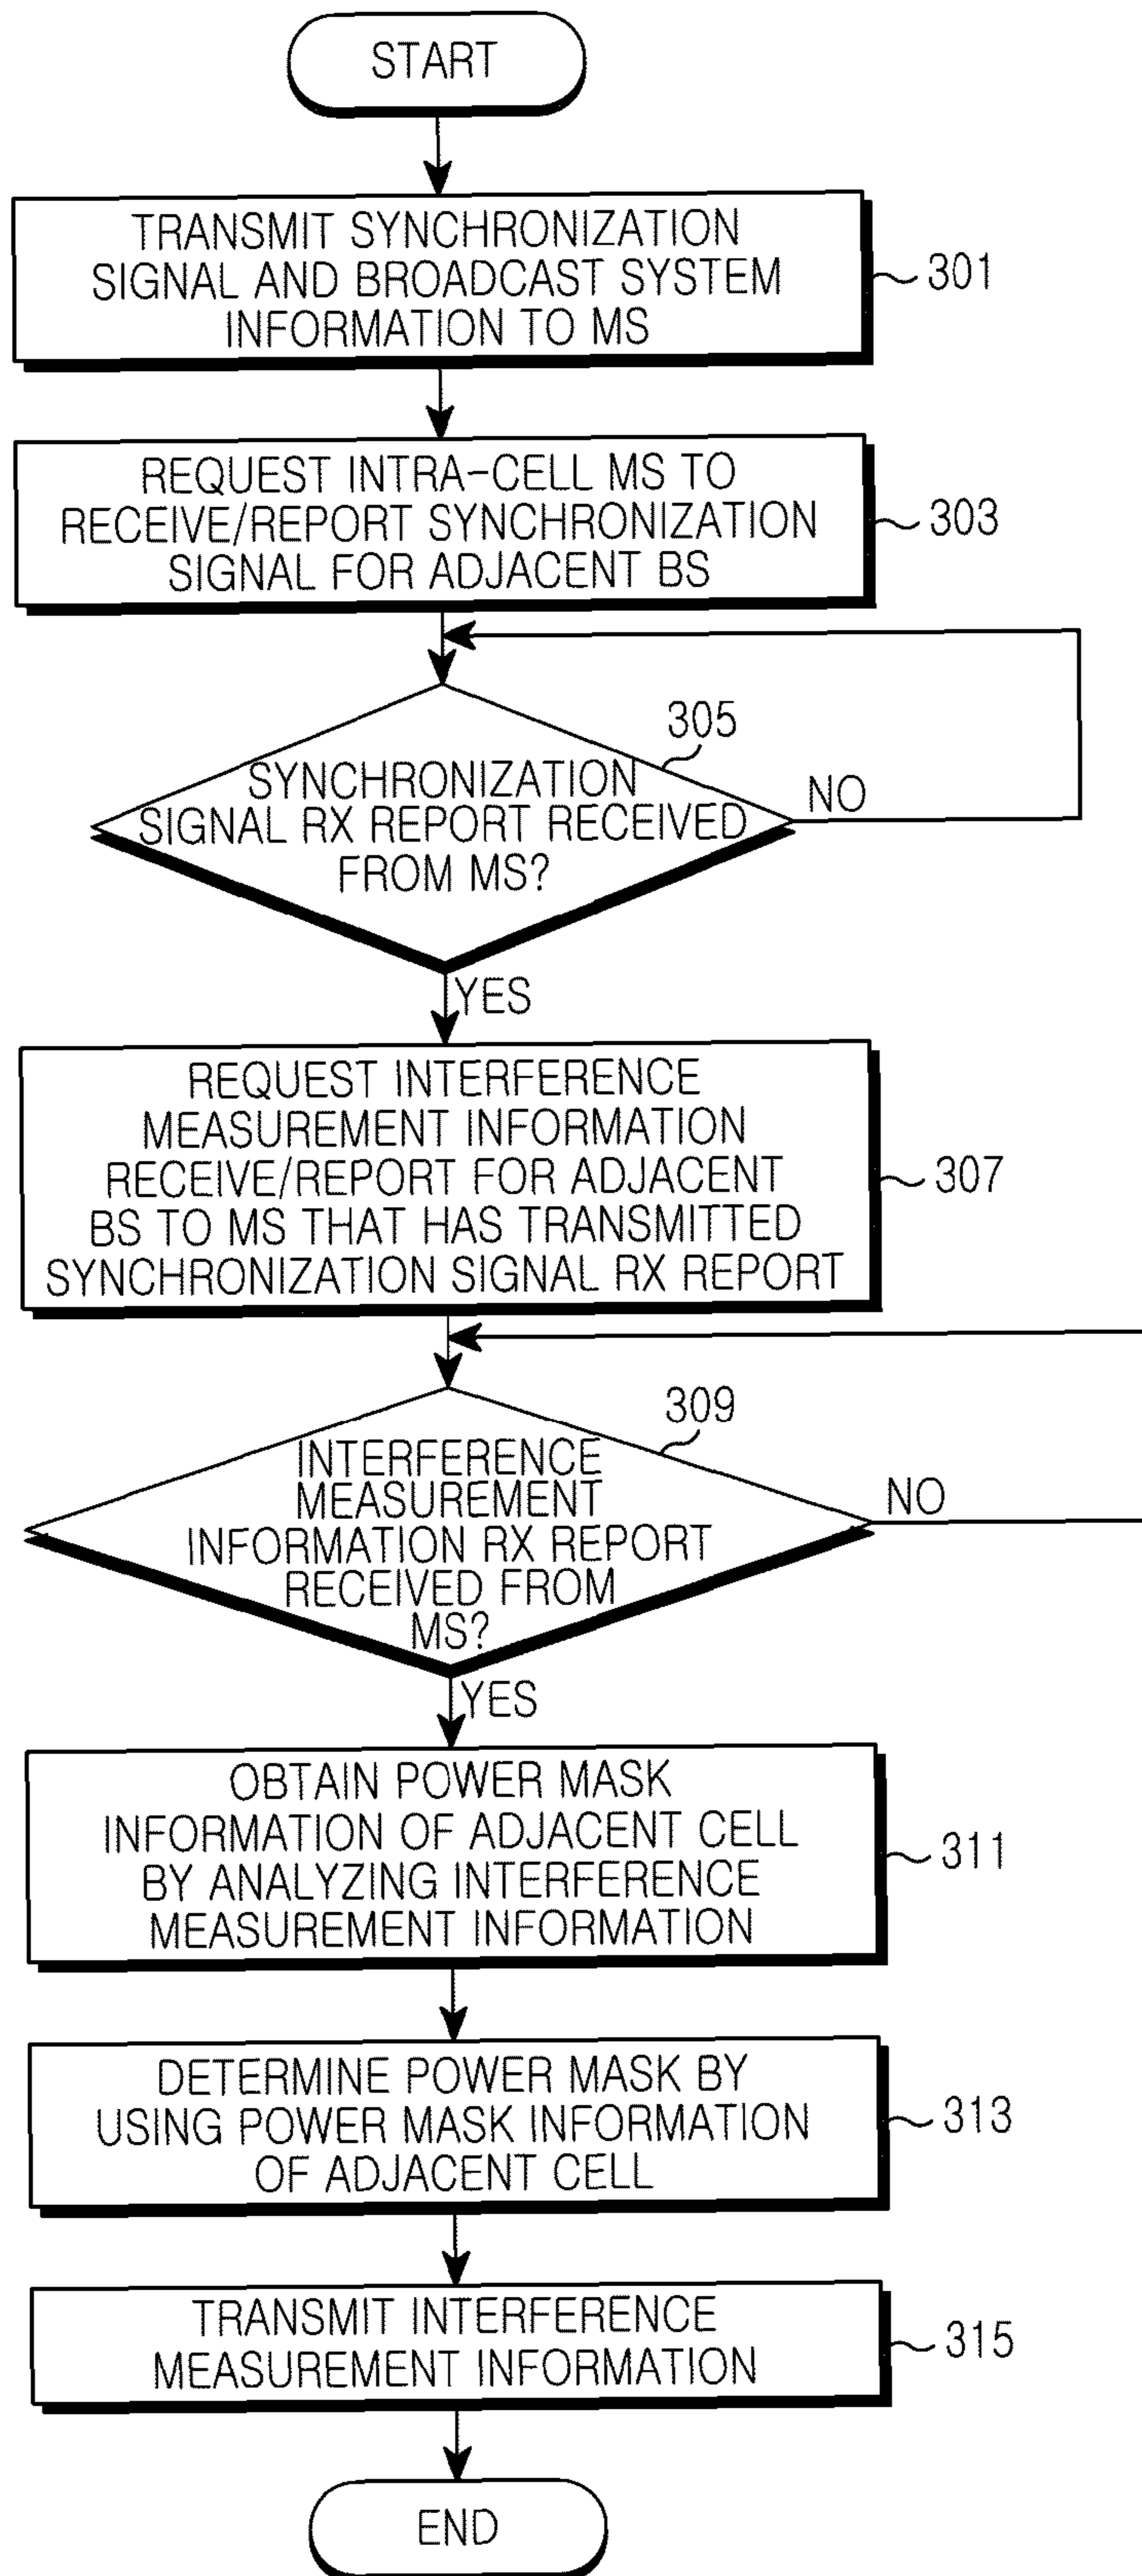 START
TRANSMIT SYNCHRONIZATION
SIGNAL AND BROADCAST SYSTEM
INFORMATION TO MS
301
REQUEST INTRA-CELL MS TO
RECEIVE/REPORT SYNCHRONIZATION
SIGNAL FOR ADJACENT BS
303
305
SYNCHRONIZATION
SIGNAL RX REPORT RECEIVED
FROM MS?
NO
YES
REQUEST INTERFERENCE
MEASUREMENT INFORMATION
RECEIVE/REPORT FOR ADJACENT
BS TO MS THAT HAS TRANSMITTED
SYNCHRONIZATION SIGNAL RX REPORT
307
309
INTERFERENCE
MEASUREMENT
INFORMATION RX REPORT
RECEIVED FROM
MS?
NO
YES
OBTAIN POWER MASK
INFORMATION OF ADJACENT CELL
BY ANALYZING INTERFERENCE
MEASUREMENT INFORMATION
311
DETERMINE POWER MASK BY
USING POWER MASK INFORMATION
OF ADJACENT CELL
313
TRANSMIT INTERFERENCE
MEASUREMENT INFORMATION
315
END